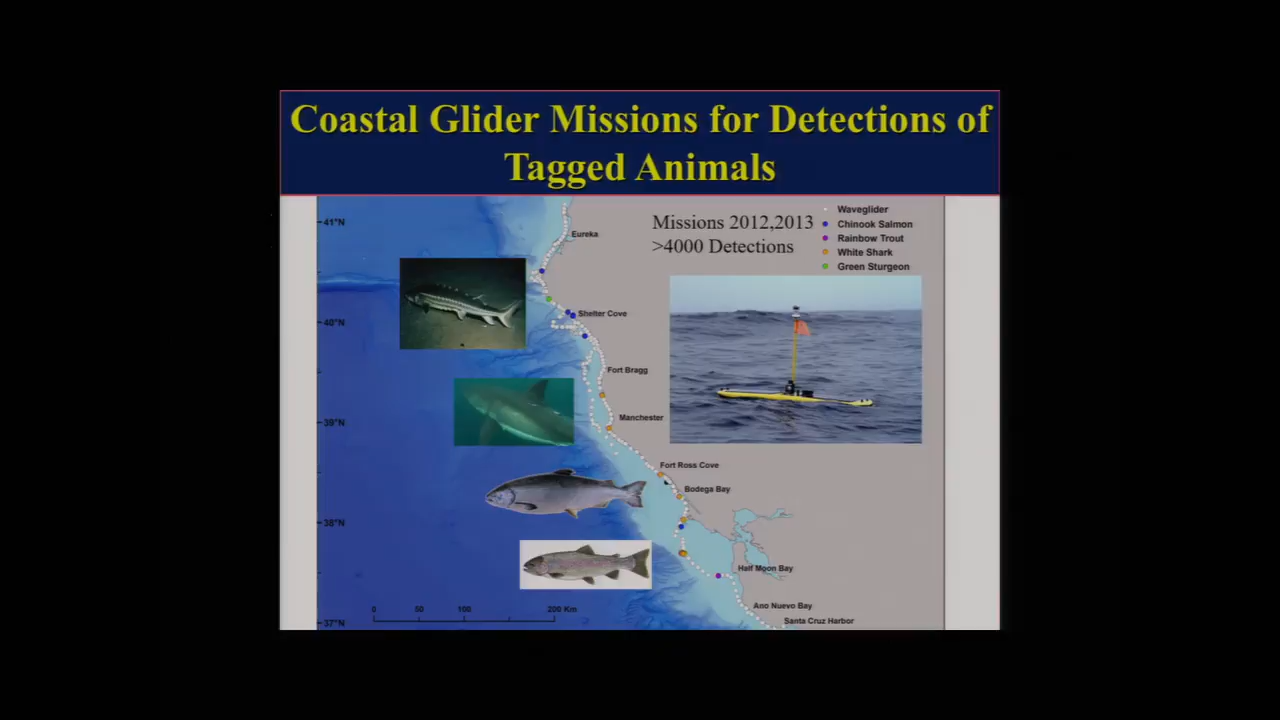 Coastal Glider Missions for Detections of
Tagged Animals
Missions 2012,2013
>4000 Detections
Waveglider
Chinook Salmon
Rainbow Trout
White Shark
Green Sturgeon
41°N
Eureka
40°N
Shelter Cove
Fort Bragg
39°N
Manchester
Fort Ross Cove
Bodega Bay
38°N
Half Moon Bay
Ano Nuevo Bay
0 50 100 200 Km
37°N
Santa Cruz Harbor